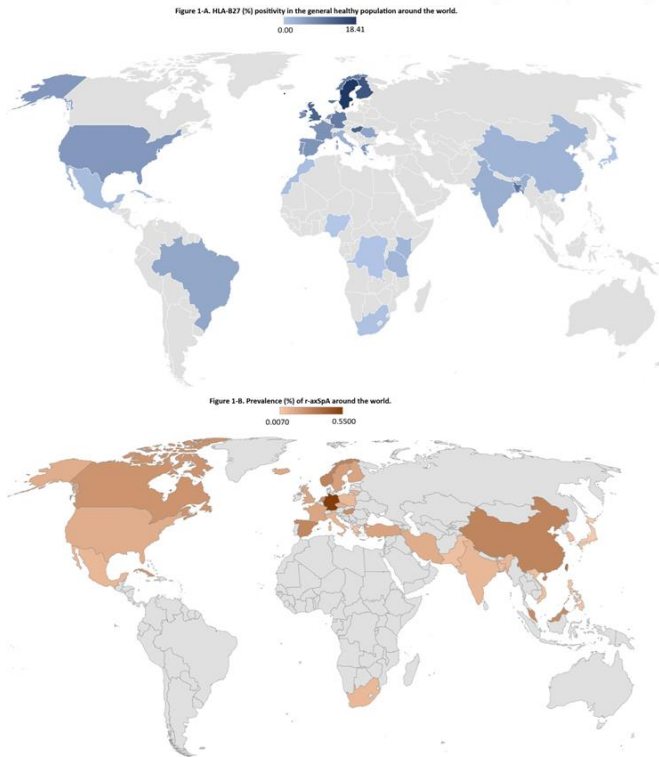 Figure 1-A. HLA-B27 (%) positivity in the general healthy population around the world.
0.00 18.41
Figure 1-B. Prevalence (%) of r-axSpA around the world.
0.0070 0.5500